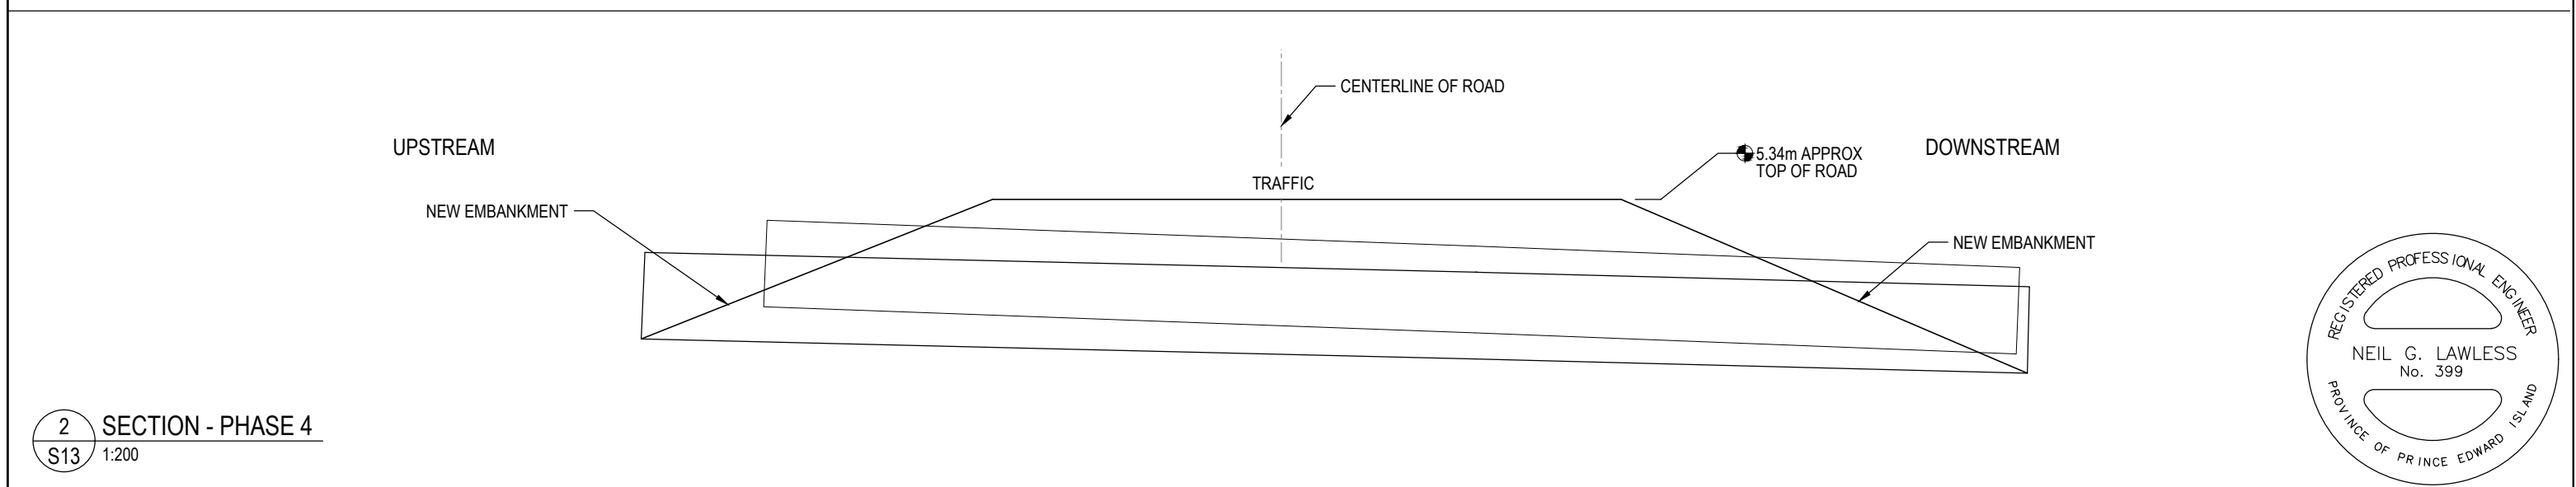 CENTERLINE OF ROAD
UPSTREAM
5.34m APPROX
TOP OF ROAD
DOWNSTREAM
TRAFFIC
NEW EMBANKMENT
NEW EMBANKMENT
REGISTERED PROFESSIONAL ENGINEER
NEIL G. LAWLESS
No. 399
PROVINCE OF PRINCE EDWARD ISLAND
2
S13
SECTION - PHASE 4
1:200